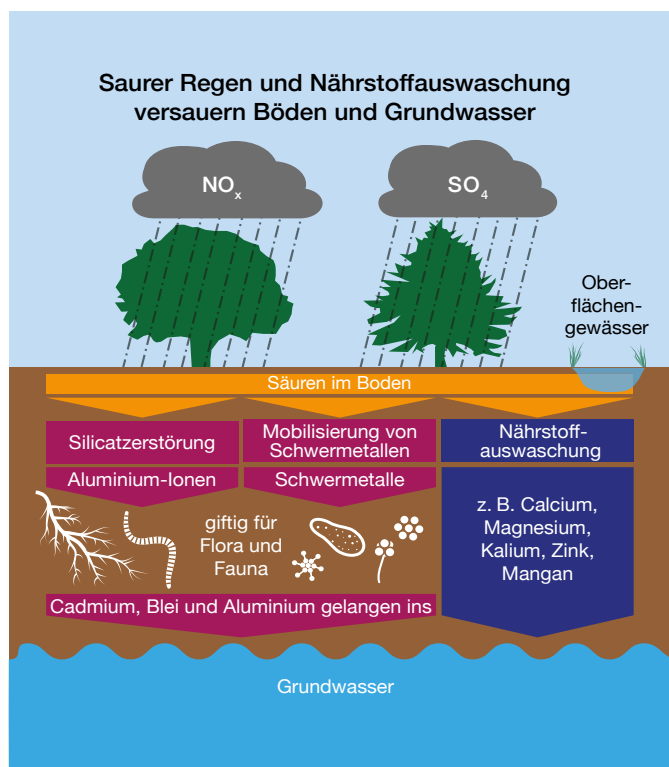 Saurer Regen und Nährstoffauswaschung
versauern Böden und Grundwasser
NOx
SO4
Ober-
flächen-
gewässer
Säuren im Boden
Silicatzerstörung
Mobilisierung von
Schwermetallen
Nährstoff-
auswaschung
Aluminium-Ionen
Schwermetalle
z. B. Calcium,
Magnesium,
Kalium, Zink,
Mangan
giftig für
Flora und
Fauna
Cadmium, Blei und Aluminium gelangen ins
Grundwasser